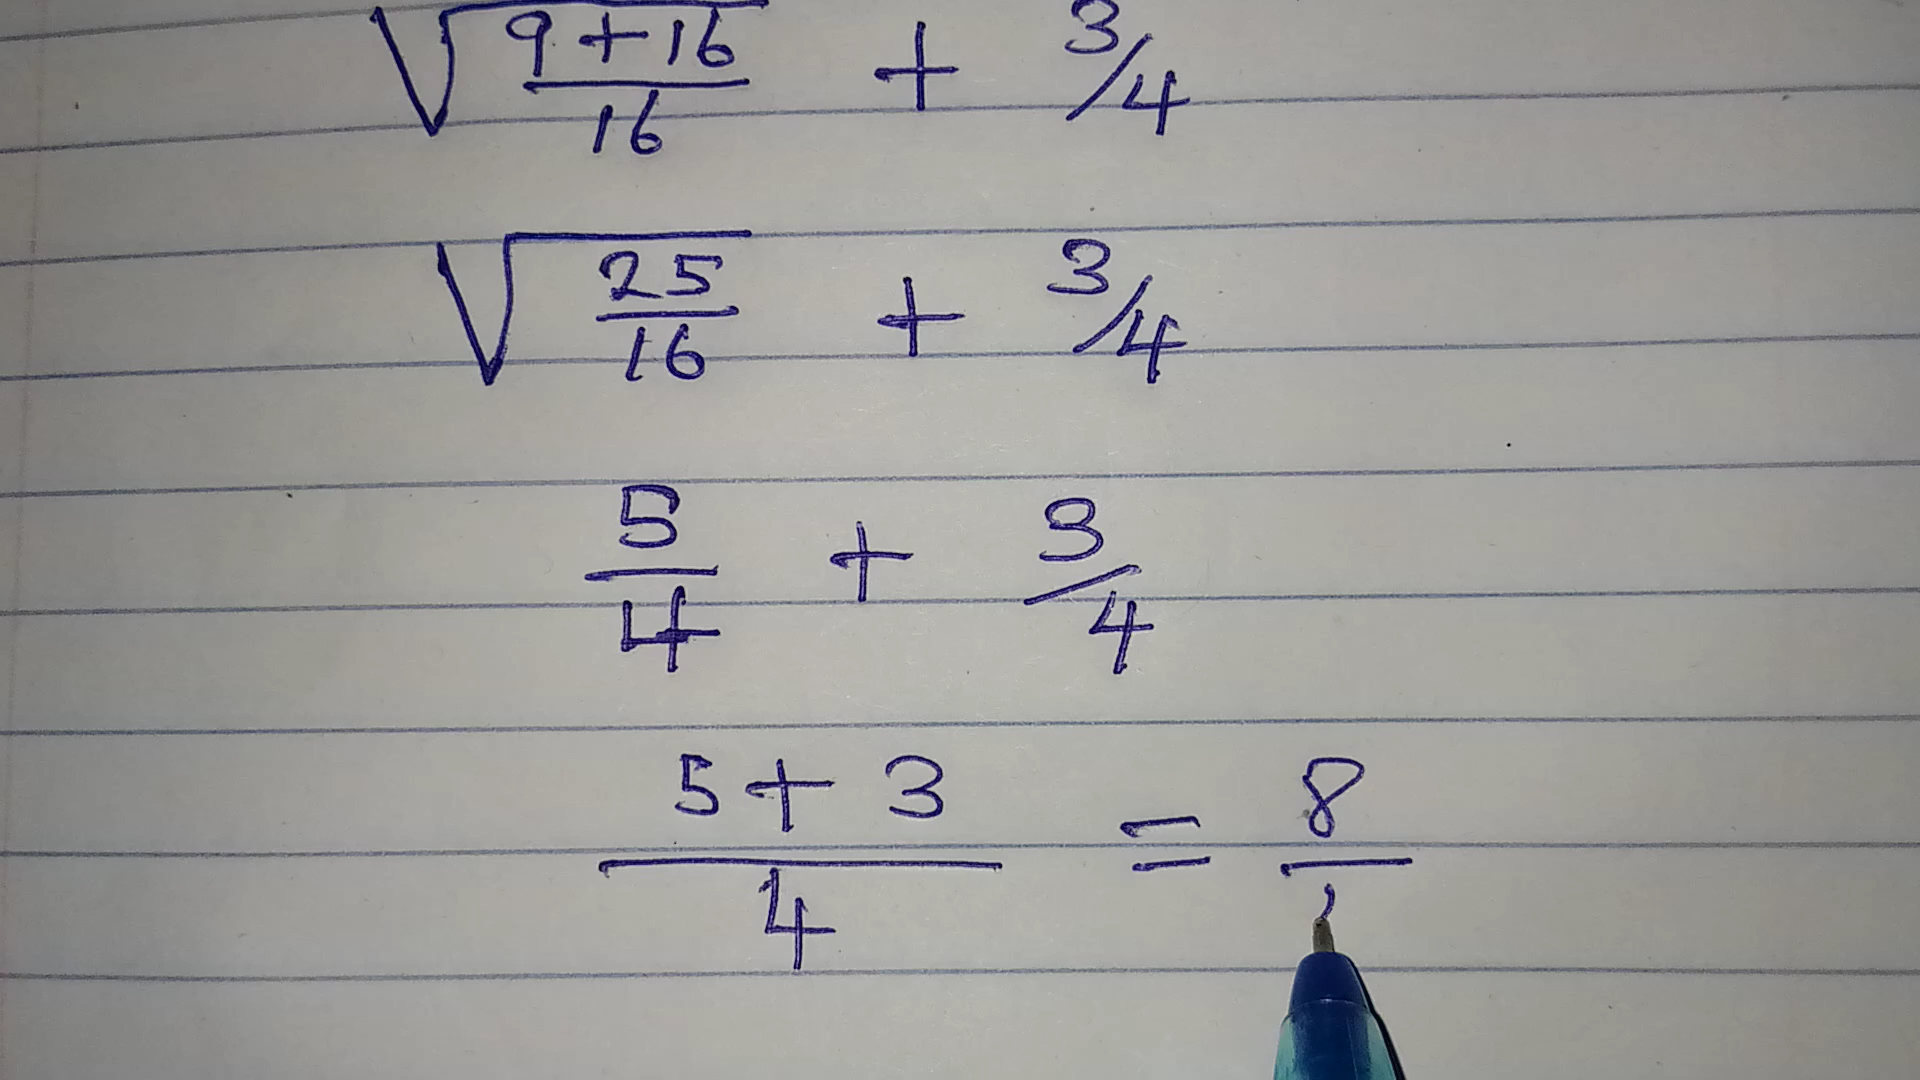 √(9+16/16) + 3/4
√(25/16) + 3/4
5/4 + 3/4
5+3/4 = 8/